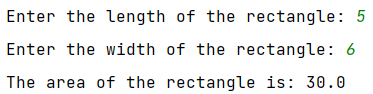 Enter the length of the rectangle: 5
Enter the width of the rectangle: 6
The area of the rectangle is: 30.0